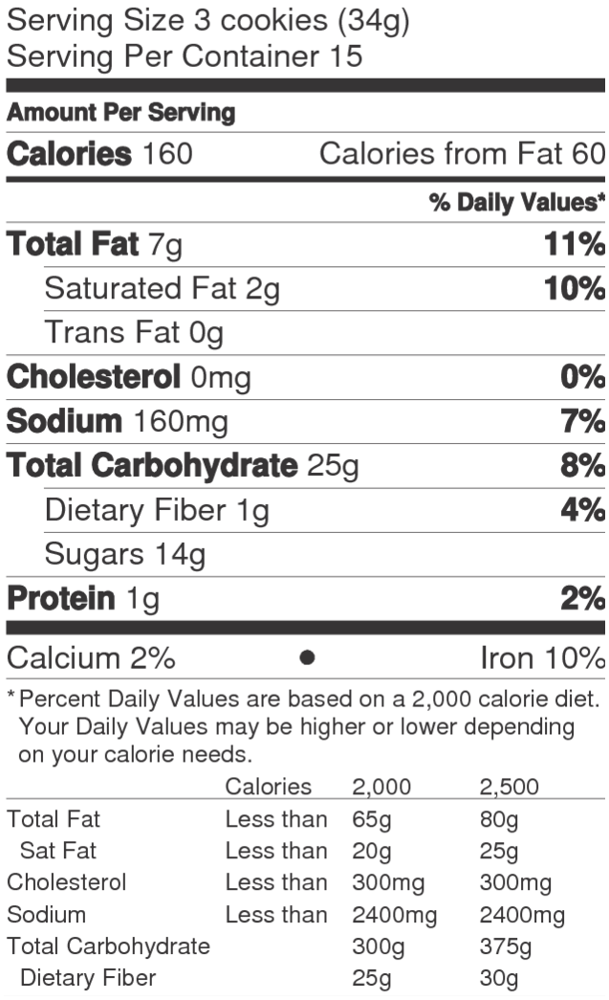 Serving Size 3 cookies (34g)
Serving Per Container 15
Amount Per Serving
Calories 160 Calories from Fat 60
% Daily Values*
Total Fat 7g 11%
Saturated Fat 2g 10%
Trans Fat 0g
Cholesterol 0mg 0%
Sodium 160mg 7%
Total Carbohydrate 25g 8%
Dietary Fiber 1g 4%
Sugars 14g
Protein 1g 2%
Calcium 2% ● Iron 10%
*Percent Daily Values are based on a 2,000 calorie diet.
Your Daily Values may be higher or lower depending
on your calorie needs.
Calories 2,000 2,500
Total Fat Less than 65g 80g
Sat Fat Less than 20g 25g
Cholesterol Less than 300mg 300mg
Sodium Less than 2400mg 2400mg
Total Carbohydrate 300g 375g
Dietary Fiber 25g 30g